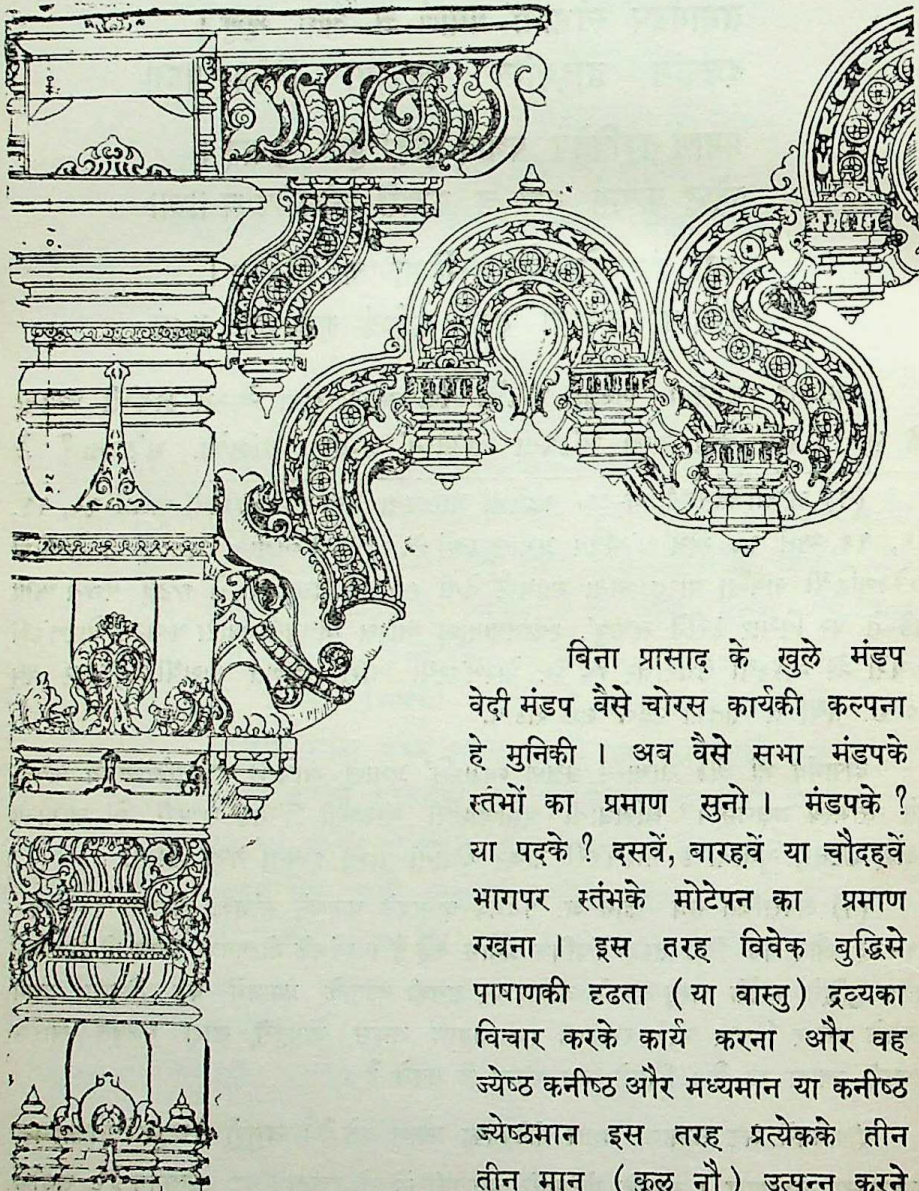 बिना प्रासाद के खुले मंडप
वेदी मंडप वैसे चोरस कार्यकी कल्पना
हे मुनिकी । अब वैसे सभा मंडपके
स्तंभों का प्रमाण सुनो । मंडपके ?
या पदके ? दसवें, बारहवें या चौदहवें
भागपर स्तंभके मोटेपन का प्रमाण
रखना इस तरह विवेक बुद्धिसे
पाषाणकी दृढता ( या वास्तु ) द्रव्यका
विचार करके कार्य करना और वह
ज्येष्ठ कनीष्ठ और मध्यमान या कनीष्ठ
ज्येष्ठमान इस तरह प्रत्येकके तीन
तीन मान ( कुल नौ ) उत्पन्न करने